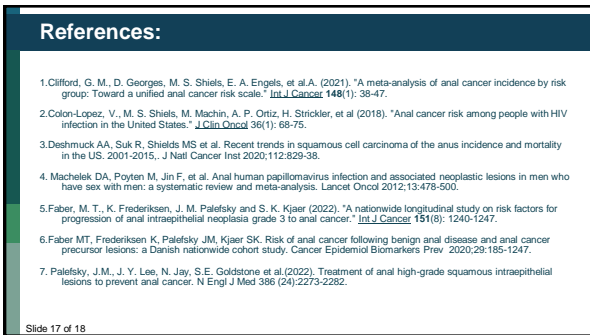 References:
1.Clifford, G. M., D. Georges, M. S. Shiels, E. A. Engels, et al.A. (2021). "A meta-analysis of anal cancer incidence by risk
group: Toward a unified anal cancer risk scale." Int J Cancer 148(1): 38-47.
2.Colon-Lopez, V., M. S. Shiels, M. Machin, A. P. Ortiz, H. Strickler, et al (2018). "Anal cancer risk among people with HIV
infection in the United States." J Clin Oncol 36(1): 68-75.
3.Deshmuck AA, Suk R, Shields MS et al. Recent trends in squamous cell carcinoma of the anus incidence and mortality
in the US. 2001-2015,. J Natl Cancer Inst 2020;112:829-38.
4. Machelek DA, Poyten M, Jin F, et al. Anal human papillomavirus infection and associated neoplastic lesions in men who
have sex with men: a systematic review and meta-analysis. Lancet Oncol 2012;13:478-500.
5.Faber, M. T., K. Frederiksen, J. M. Palefsky and S. K. Kjaer (2022). "A nationwide longitudinal study on risk factors for
progression of anal intraepithelial neoplasia grade 3 to anal cancer." Int J Cancer 151(8): 1240-1247.
6.Faber MT, Frederiksen K, Palefsky JM, Kjaer SK. Risk of anal cancer following benign anal disease and anal cancer
precursor lesions: a Danish nationwide cohort study. Cancer Epidemiol Biomarkers Prev 2020;29:185-1247.
7. Palefsky, J.M., J. Y. Lee, N. Jay, S.E. Goldstone et al.(2022). Treatment of anal high-grade squamous intraepithelial
lesions to prevent anal cancer. N Engl J Med 386 (24):2273-2282.
Slide 17 of 18